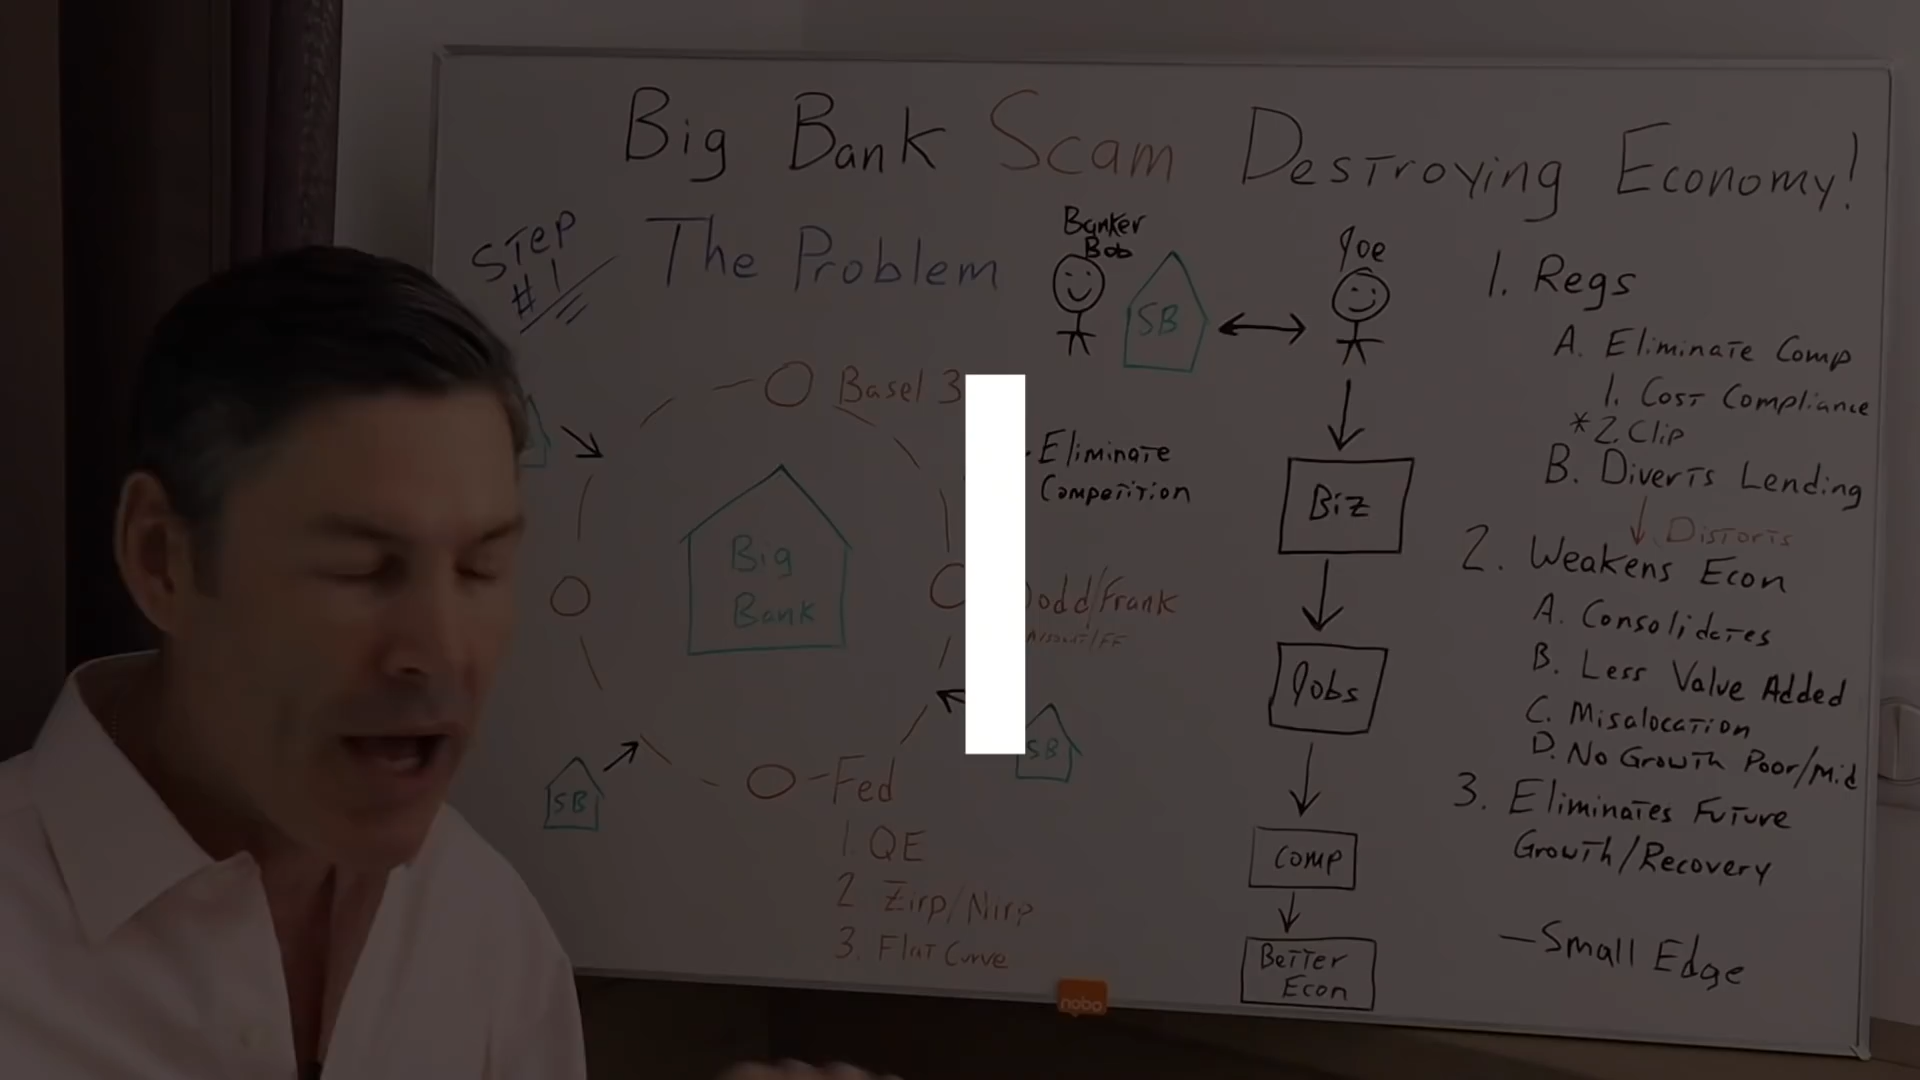 Big Bank Scam Destroying Economy!
STEP
#1
The Problem
Banker
Bob
SB
Joe
Basel 3
Eliminate
Competition
Big
Bank
odd/Frank
SB
SB
Fed
1. QE
2 Zirp/Nirp
3. Flat Curve
Biz
Jobs
Comp
Better
Econ
1. Regs
A. Eliminate Comp
1. Cost Compliance
*2. Clip
B. Diverts Lending
Distorts
2. Weakens Econ
A. Consolidates
B. Less Value Added
C. Misalocation
D. No Growth Poor/Mid
3. Eliminates Future
Growth/Recovery
—Small Edge
nobo